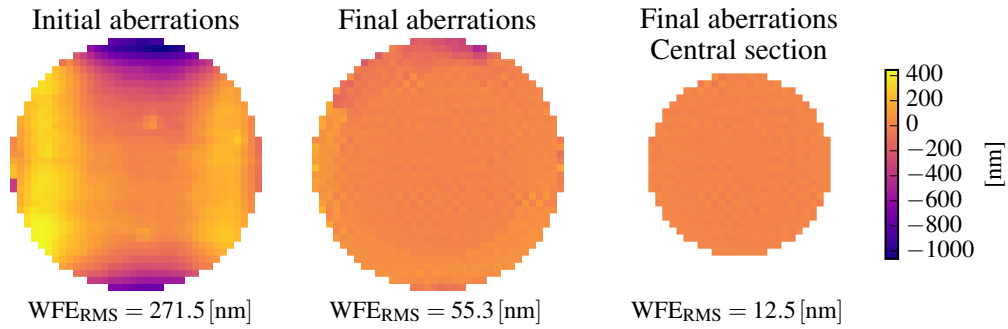 Initial aberrations
Final aberrations
Final aberrations
Central section
400
200
0
−200
−400
−600
−800
−1000
[nm]
WFE_RMS = 271.5 [nm]
WFE_RMS = 55.3 [nm]
WFE_RMS = 12.5 [nm]